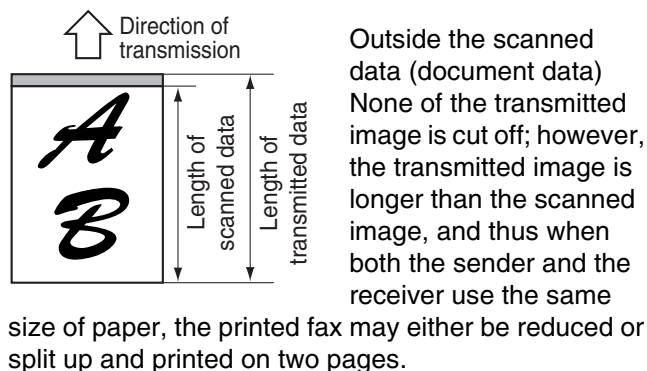 Direction of
transmission
A
B
Length of
scanned data
Length of
transmitted data
Outside the scanned
data (document data)
None of the transmitted
image is cut off; however,
the transmitted image is
longer than the scanned
image, and thus when
both the sender and the
receiver use the same
size of paper, the printed fax may either be reduced or
split up and printed on two pages.